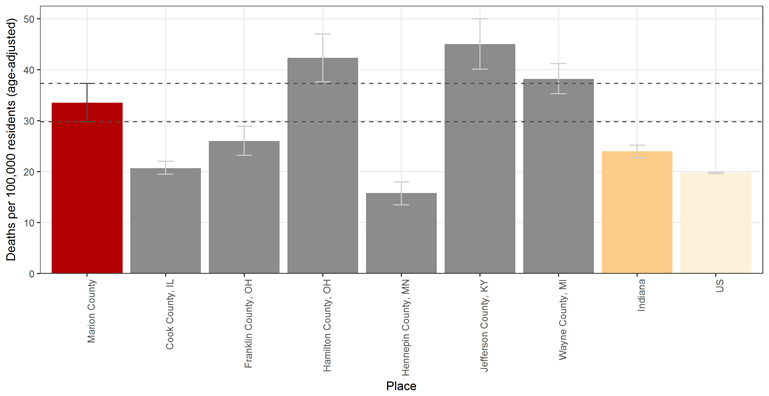 Deaths per 100,000 residents (age-adjusted)
50
40
30
20
10
0
Marion County
Cook County, IL
Franklin County, OH
Hamilton County, OH
Hennepin County, MN
Jefferson County, KY
Wayne County, MI
Indiana
US
Place